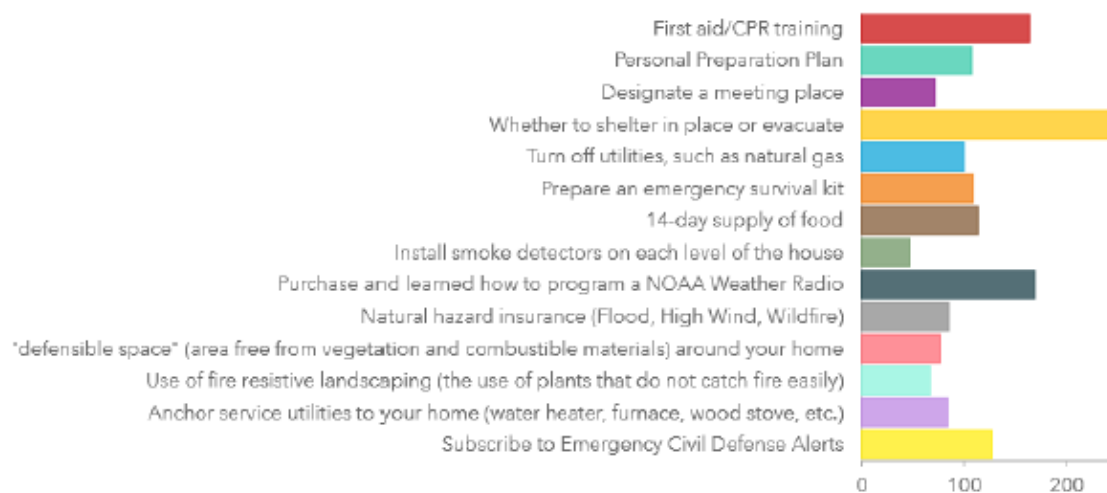 First aid/CPR training
Personal Preparation Plan
Designate a meeting place
Whether to shelter in place or evacuate
Turn off utilities, such as natural gas
Prepare an emergency survival kit
14-day supply of food
Install smoke detectors on each level of the house
Purchase and learned how to program a NOAA Weather Radio
Natural hazard insurance (Flood, High Wind, Wildfire)
"defensible space" (area free from vegetation and combustible materials) around your home
Use of fire resistive landscaping (the use of plants that do not catch fire easily)
Anchor service utilities to your home (water heater, furnace, wood stove, etc.)
Subscribe to Emergency Civil Defense Alerts
0 100 200